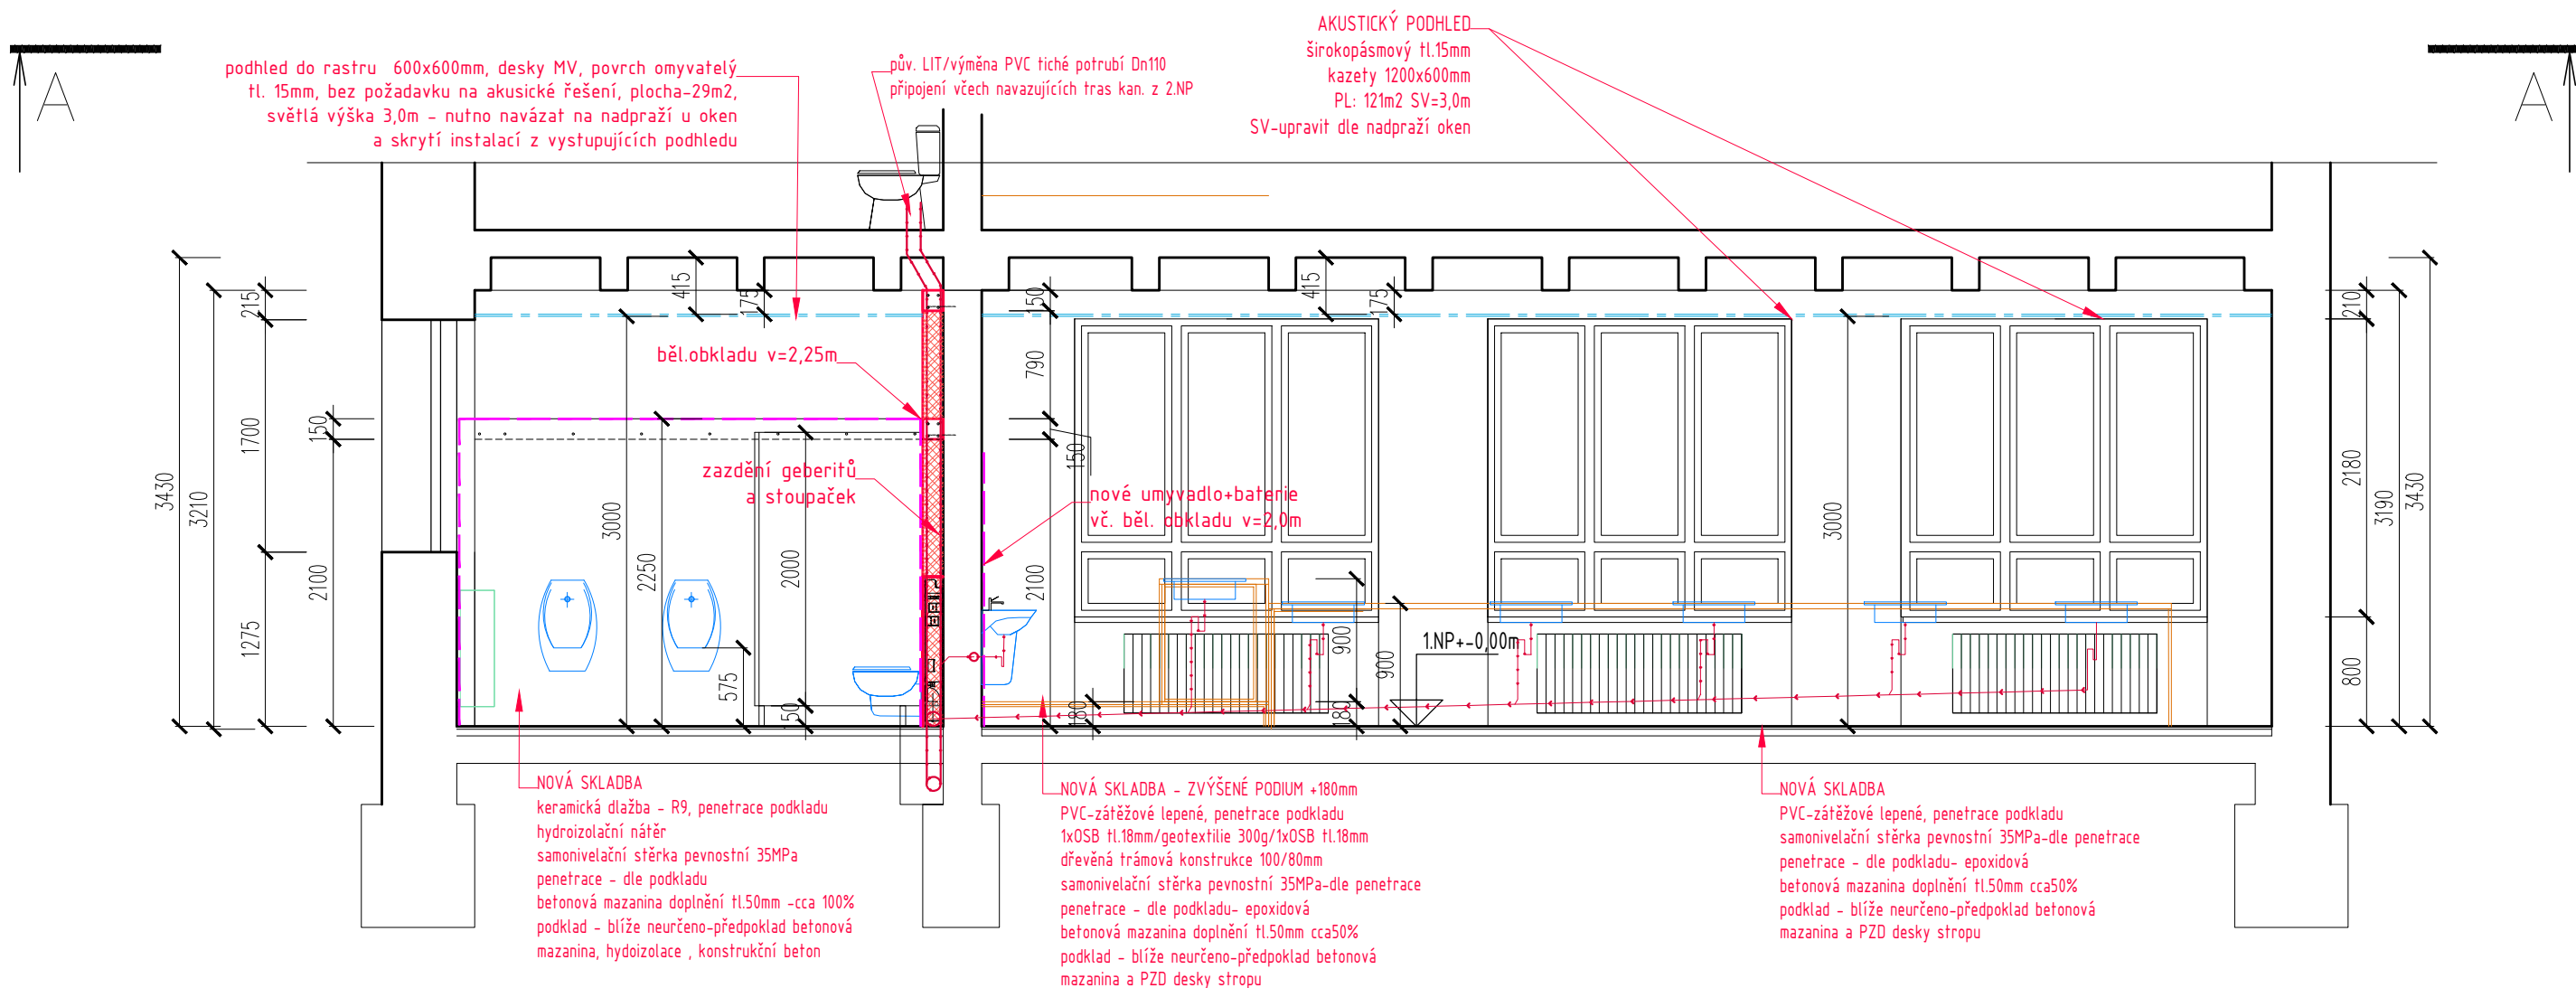 A
A
podhled do rastru 600x600mm, desky MV, povrch omyvatelý
tl. 15mm, bez požadavku na akusické řešení, plocha-29m2,
světlá výška 3,0m - nutno navázat na nadpraží u oken
a skrytí instalací z vystupujících podhledu
pův. LIT/výměna PVC tiché potrubí Dn110
připojení včech navazujících tras kan. z 2.NP
AKUSTICKÝ PODHLED
širokopásmový tl.15mm
kazety 1200x600mm
PL: 121m2 SV=3,0m
SV-upravit dle nadpraží oken
3430
3210
215
1700
1275
150
2100
415
175
3000
2250
2000
575
150
běl.obkladu v=2,25m
zazdění geberitů
a stoupaček
150
790
150
2100
nové umyvadlo+baterie
vč. běl. obkladu v=2,0m
415
175
180
900
180
900
1.NP+-0,00m
3000
210
2180
800
3190
3430
NOVÁ SKLADBA
keramická dlažba - R9, penetrace podkladu
hydroizolační nátěr
samonivelační stěrka pevnostní 35MPa
penetrace - dle podkladu
betonová mazanina doplnění tl.50mm -cca 100%
podklad - blíže neurčeno-předpoklad betonová
mazanina, hydoizolace , konstrukční beton
NOVÁ SKLADBA - ZVÝŠENÉ PODIUM +180mm
PVC-zátěžové lepené, penetrace podkladu
1xOSB tl.18mm/geotextilie 300g/1xOSB tl.18mm
dřevěná trámová konstrukce 100/80mm
samonivelační stěrka pevnostní 35MPa-dle penetrace
penetrace - dle podkladu- epoxidová
betonová mazanina doplnění tl.50mm cca50%
podklad - blíže neurčeno-předpoklad betonová
mazanina a PZD desky stropu
NOVÁ SKLADBA
PVC-zátěžové lepené, penetrace podkladu
samonivelační stěrka pevnostní 35MPa-dle penetrace
penetrace - dle podkladu- epoxidová
betonová mazanina doplnění tl.50mm cca50%
podklad - blíže neurčeno-předpoklad betonová
mazanina a PZD desky stropu